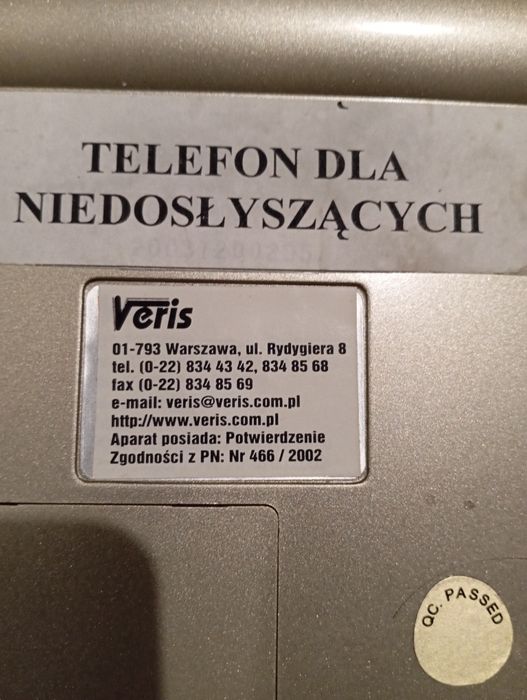 TELEFON DLA
NIEDOSŁYSZĄCYCH
Veris
01-793 Warszawa, ul. Rydygiera 8
tel. (0-22) 834 43 42, 834 85 68
fax (0-22) 834 85 69
e-mail: veris@veris.com.pl
http://www.veris.com.pl
Aparat posiada: Potwierdzenie
Zgodności z PN: Nr 466 / 2002
QC. PASSED